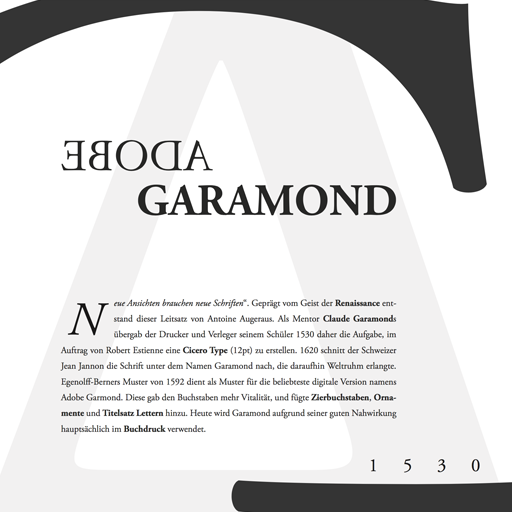 ADOBE
GARAMOND
Neue Ansichten brauchen neue Schriften“. Geprägt vom Geist der Renaissance ent-
stand dieser Leitsatz von Antoine Augeraus. Als Mentor Claude Garamonds
übergab der Drucker und Verleger seinem Schüler 1530 daher die Aufgabe, im
Auftrag von Robert Estienne eine Cicero Type (12pt) zu erstellen. 1620 schnitt der Schweizer
Jean Jannon die Schrift unter dem Namen Garamond nach, die daraufhin Weltruhm erlangte.
Egenolff-Berners Muster von 1592 dient als Muster für die beliebteste digitale Version namens
Adobe Garmond. Diese gab den Buchstaben mehr Vitalität, und fügte Zierbuchstaben, Orna-
mente und Titelsatz Lettern hinzu. Heute wird Garamond aufgrund seiner guten Nahwirkung
hauptsächlich im Buchdruck verwendet.
1 5 3 0